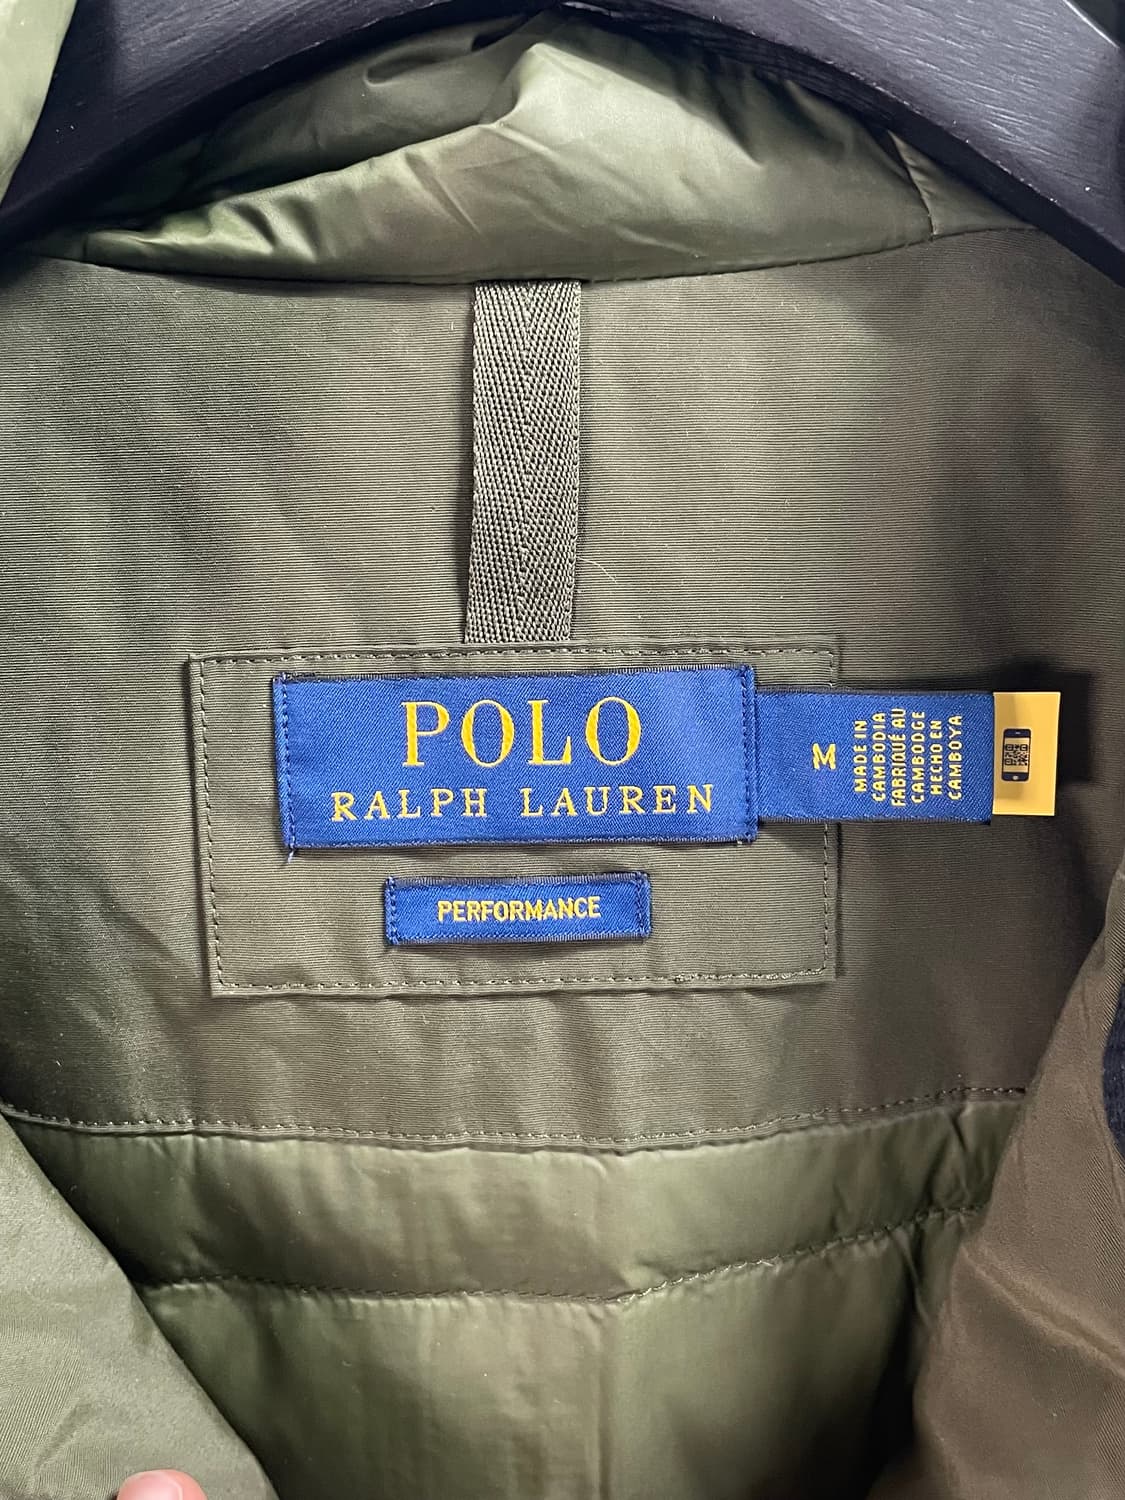 POLO
RALPH LAUREN
M
MADE IN
CAMBODIA
FABRIQUÉ AU
CAMBODGE
HECHO EN
CAMBOYA
PERFORMANCE